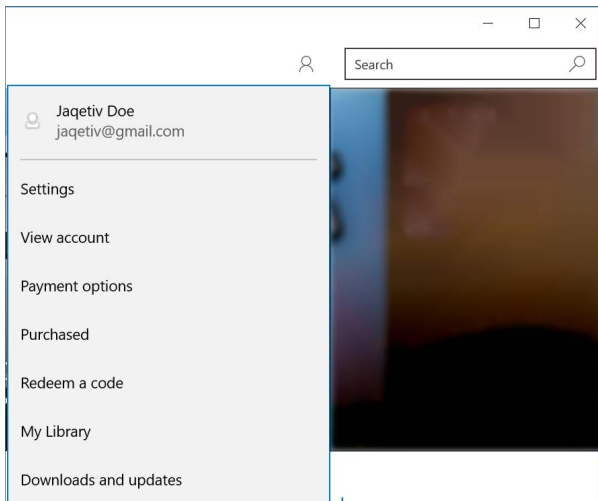 Search
Jaqetiv Doe
jaqetiv@gmail.com
Settings
View account
Payment options
Purchased
Redeem a code
My Library
Downloads and updates